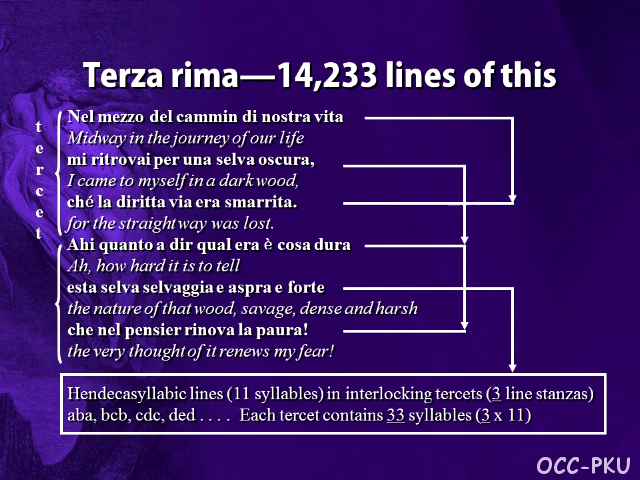 Terza rima—14,233 lines of this
tercet
Nel mezzo del cammin di nostra vita
Midway in the journey of our life
mi ritrovai per una selva oscura,
I came to myself in a dark wood,
ché la diritta via era smarrita.
for the straight way was lost.
Ahi quanto a dir qual era è cosa dura
Ah, how hard it is to tell
esta selva selvaggia e aspra e forte
the nature of that wood, savage, dense and harsh
che nel pensier rinova la paura!
the very thought of it renews my fear!
Hendecasyllabic lines (11 syllables) in interlocking tercets (3 line stanzas)
aba, bcb, cdc, ded . . . . Each tercet contains 33 syllables (3 x 11)
OCC-PKU